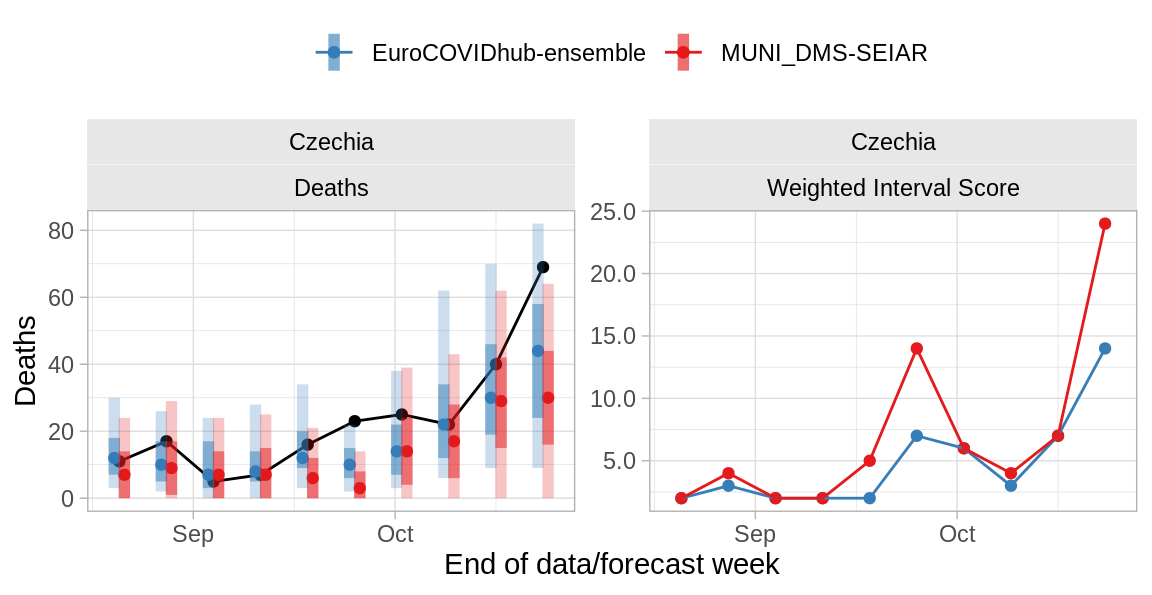 EuroCOVIDhub-ensemble MUNI_DMS-SEIAR
Czechia
Deaths
80
60
40
20
0
Deaths
Sep Oct
Czechia
Weighted Interval Score
25.0
20.0
15.0
10.0
5.0
Sep Oct
End of data/forecast week